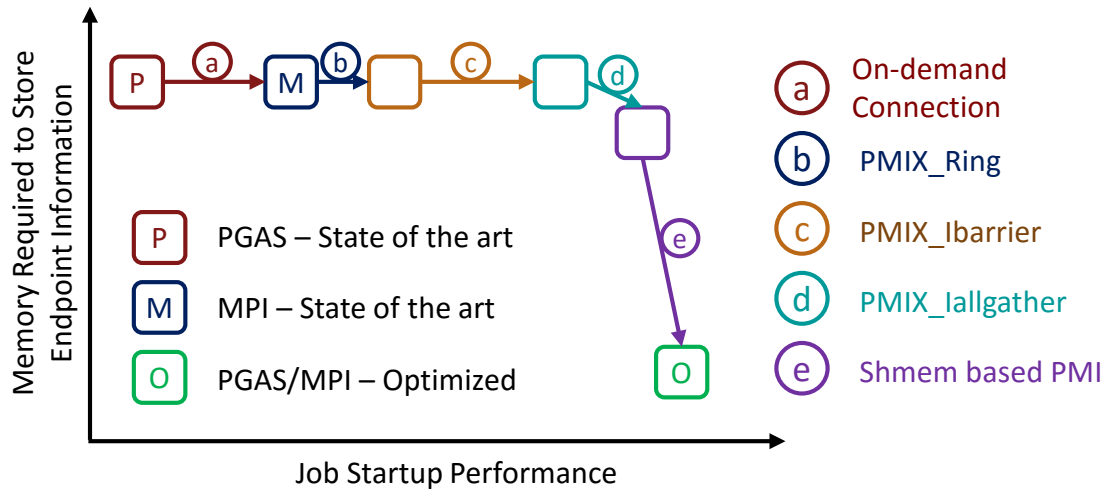 Memory Required to Store
Endpoint Information
P
a
M
b
c
d
e
O
P PGAS – State of the art
M MPI – State of the art
O PGAS/MPI – Optimized
a On-demand
Connection
b PMIX_Ring
c PMIX_Ibarrier
d PMIX_Iallgather
e Shmem based PMI
Job Startup Performance